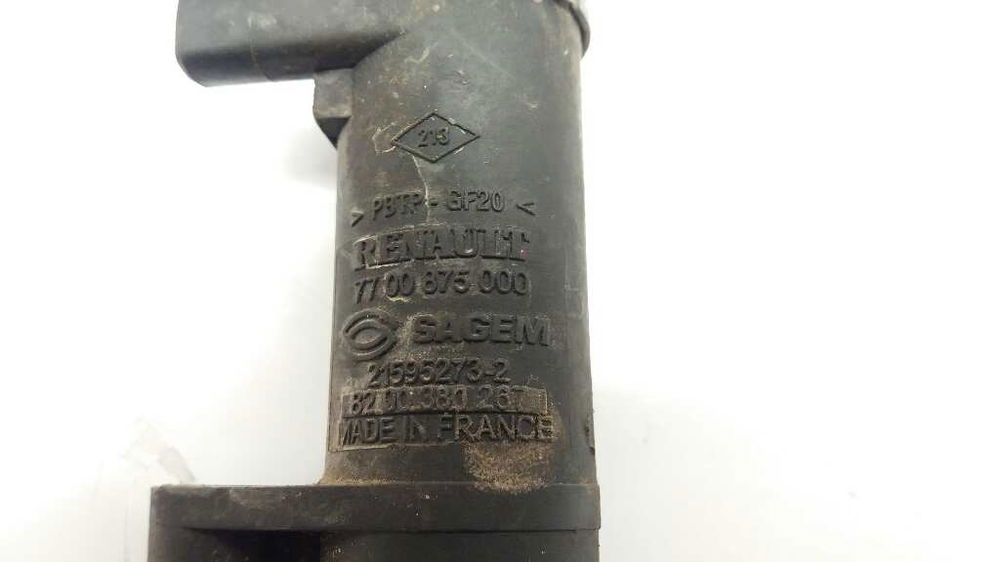 213
> PBTP - GF20 <
RENAULT
77 00 875 000
SAGEM
21595273-2
82 00 380 267
MADE IN FRANCE